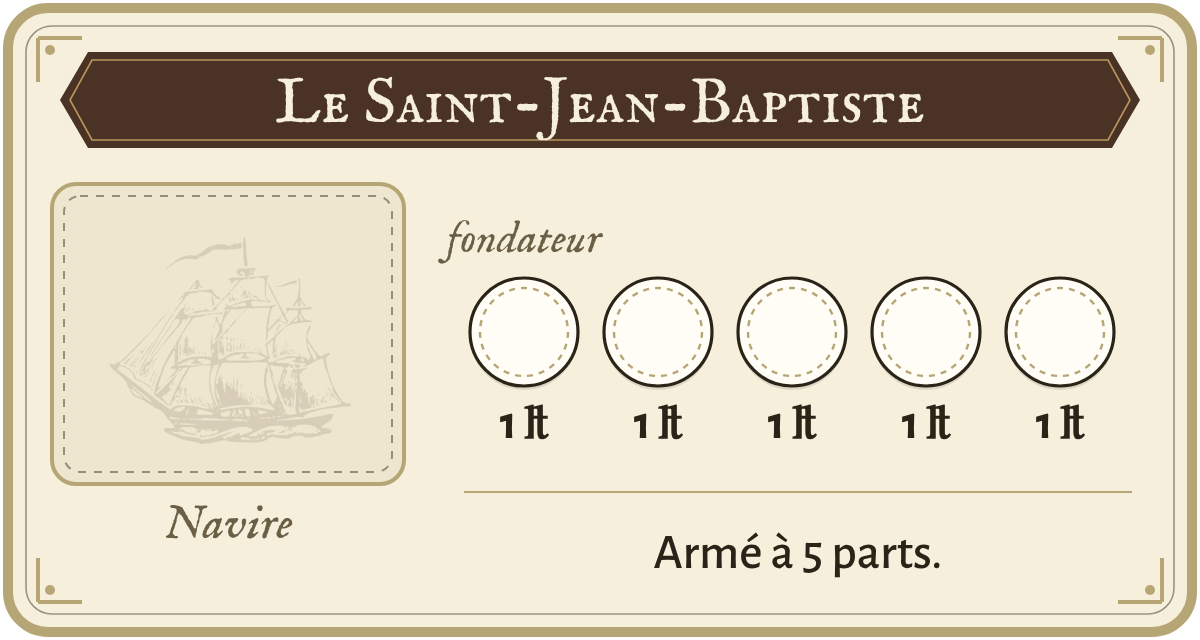 Le Saint-Jean-Baptiste
fondateur
1 ₶ 1 ₶ 1 ₶ 1 ₶ 1 ₶
Navire
Armé à 5 parts.